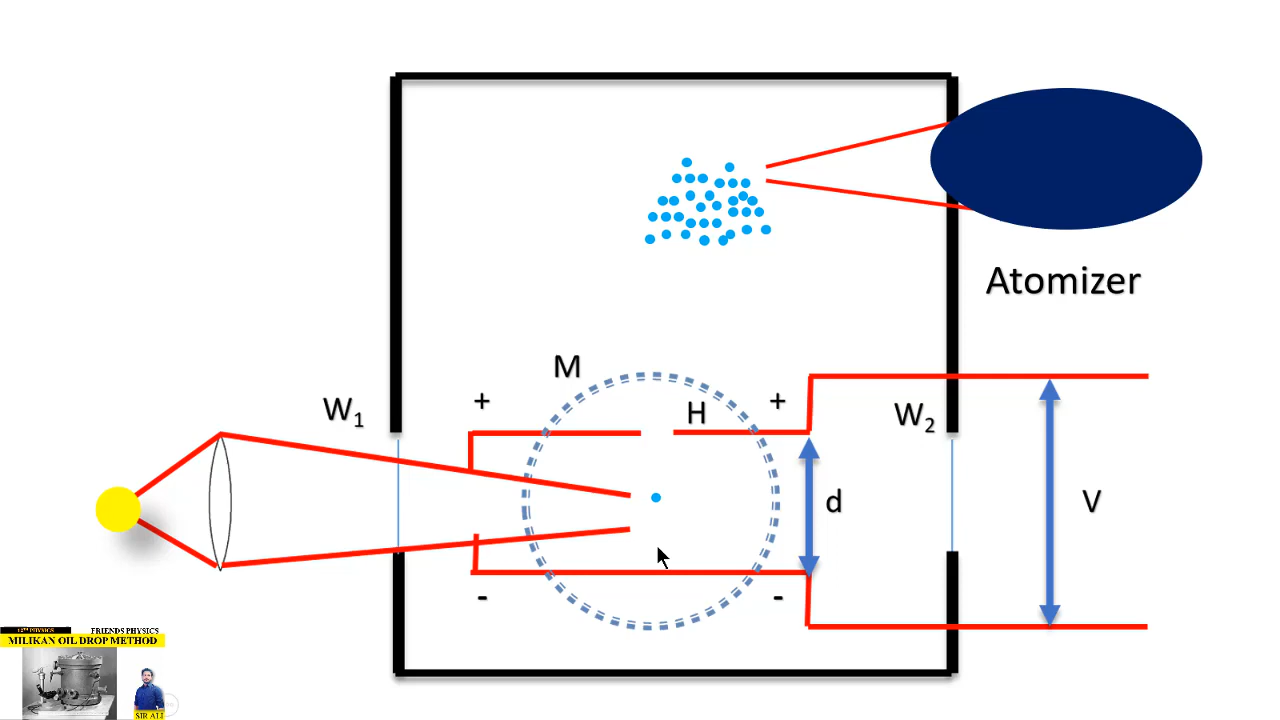 Atomizer
M
W1
+
H
+
W2
d
V
-
-
12TH PHYSICS FRIENDS PHYSICS
MILIKAN OIL DROP METHOD
SIR ALI